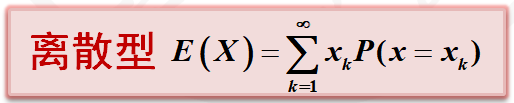 离散型 E(X)=∑_{k=1}^{∞} x_k P(x=x_k)